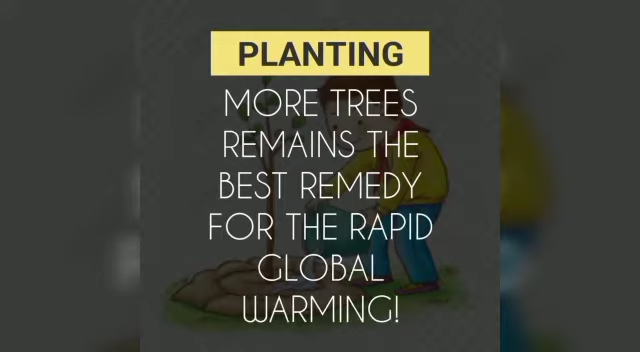 PLANTING
MORE TREES
REMAINS THE
BEST REMEDY
FOR THE RAPID
GLOBAL
WARMING!